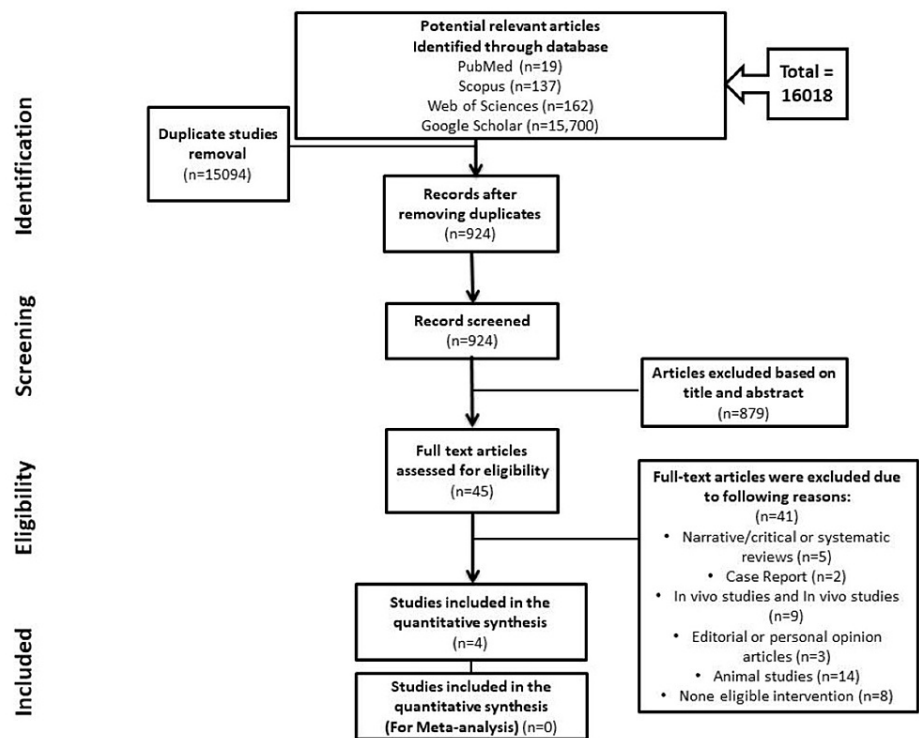 Potential relevant articles
Identified through database
PubMed (n=19)
Scopus (n=137)
Web of Sciences (n=162)
Google Scholar (n=15,700)
Total =
16018
Identification
Duplicate studies
removal
(n=15094)
Records after
removing duplicates
(n=924)
Screening
Record screened
(n=924)
Articles excluded based on
title and abstract
(n=879)
Eligibility
Full text articles
assessed for eligibility
(n=45)
Full-text articles were excluded due
to following reasons:
(n=41)
• Narrative/critical or systematic
reviews (n=5)
• Case Report (n=2)
• In vivo studies and In vivo studies
(n=9)
• Editorial or personal opinion
articles (n=3)
• Animal studies (n=14)
• None eligible intervention (n=8)
Included
Studies included in the
quantitative synthesis
(n=4)
Studies included in the
quantitative synthesis
(For Meta-analysis) (n=0)